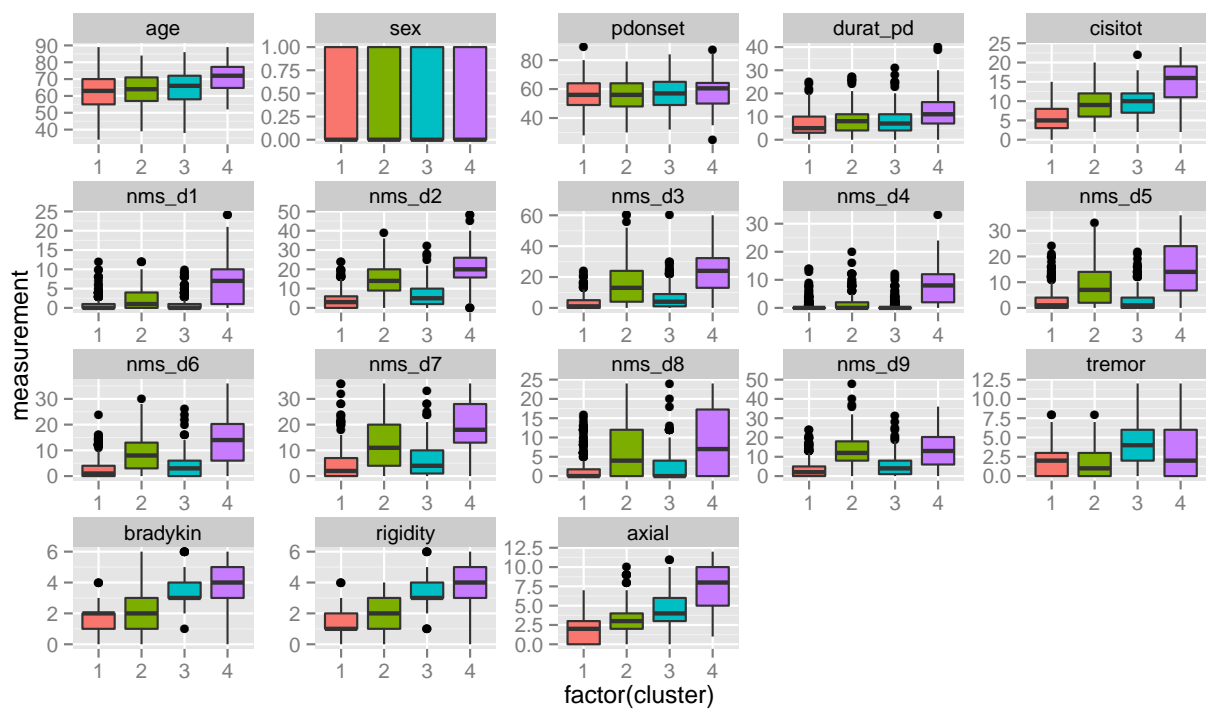 age sex pdonset durat_pd cisitot
90 80 70 60 50 40 1.00 0.75 0.50 0.25 0.00 80 60 40 40 30 20 10 0 25 20 15 10 5 0
1 2 3 4 1 2 3 4 1 2 3 4 1 2 3 4 1 2 3 4
nms_d1 nms_d2 nms_d3 nms_d4 nms_d5
25 20 15 10 5 0 50 40 30 20 10 0 60 40 20 0 30 20 10 0 30 20 10 0
1 2 3 4 1 2 3 4 1 2 3 4 1 2 3 4 1 2 3 4
measurement
nms_d6 nms_d7 nms_d8 nms_d9 tremor
30 20 10 0 30 20 10 0 25 20 15 10 5 0 50 40 30 20 10 0 12.5 10.0 7.5 5.0 2.5 0.0
1 2 3 4 1 2 3 4 1 2 3 4 1 2 3 4 1 2 3 4
bradykin rigidity axial
6 4 2 0 6 4 2 0 12.5 10.0 7.5 5.0 2.5 0.0
1 2 3 4 1 2 3 4 1 2 3 4
factor(cluster)